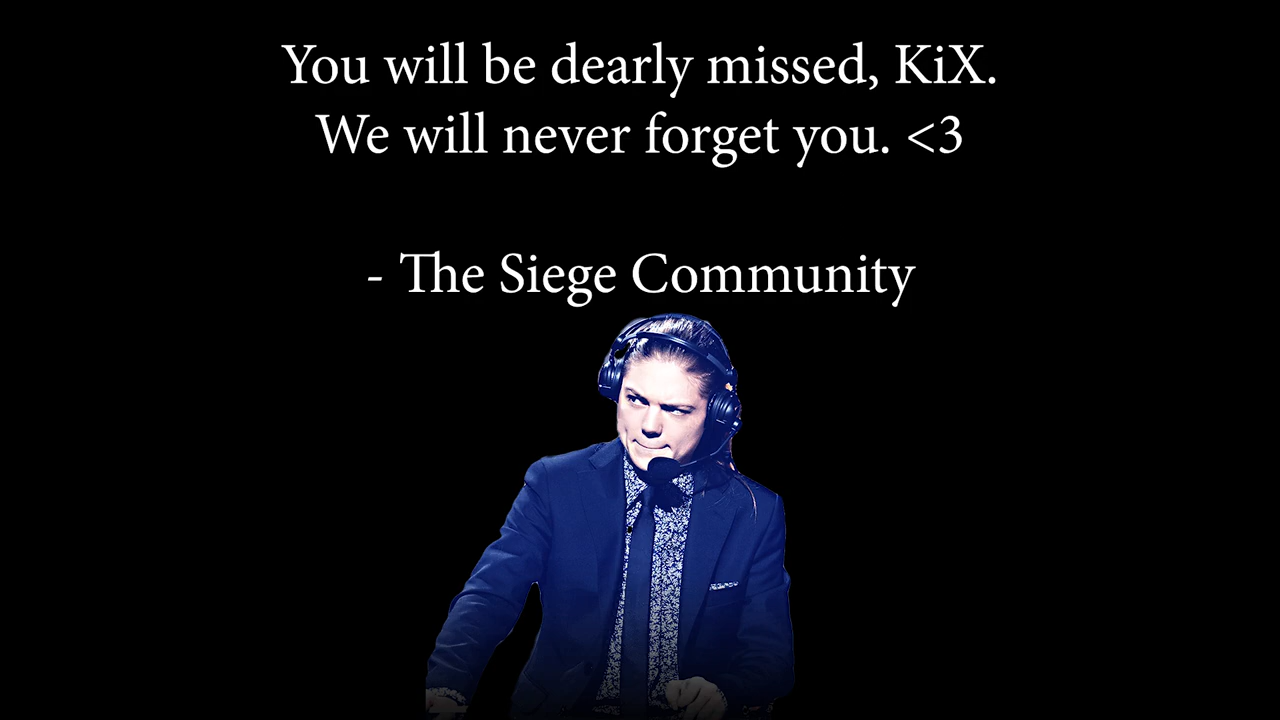 You will be dearly missed, KiX.
We will never forget you. <3
- The Siege Community